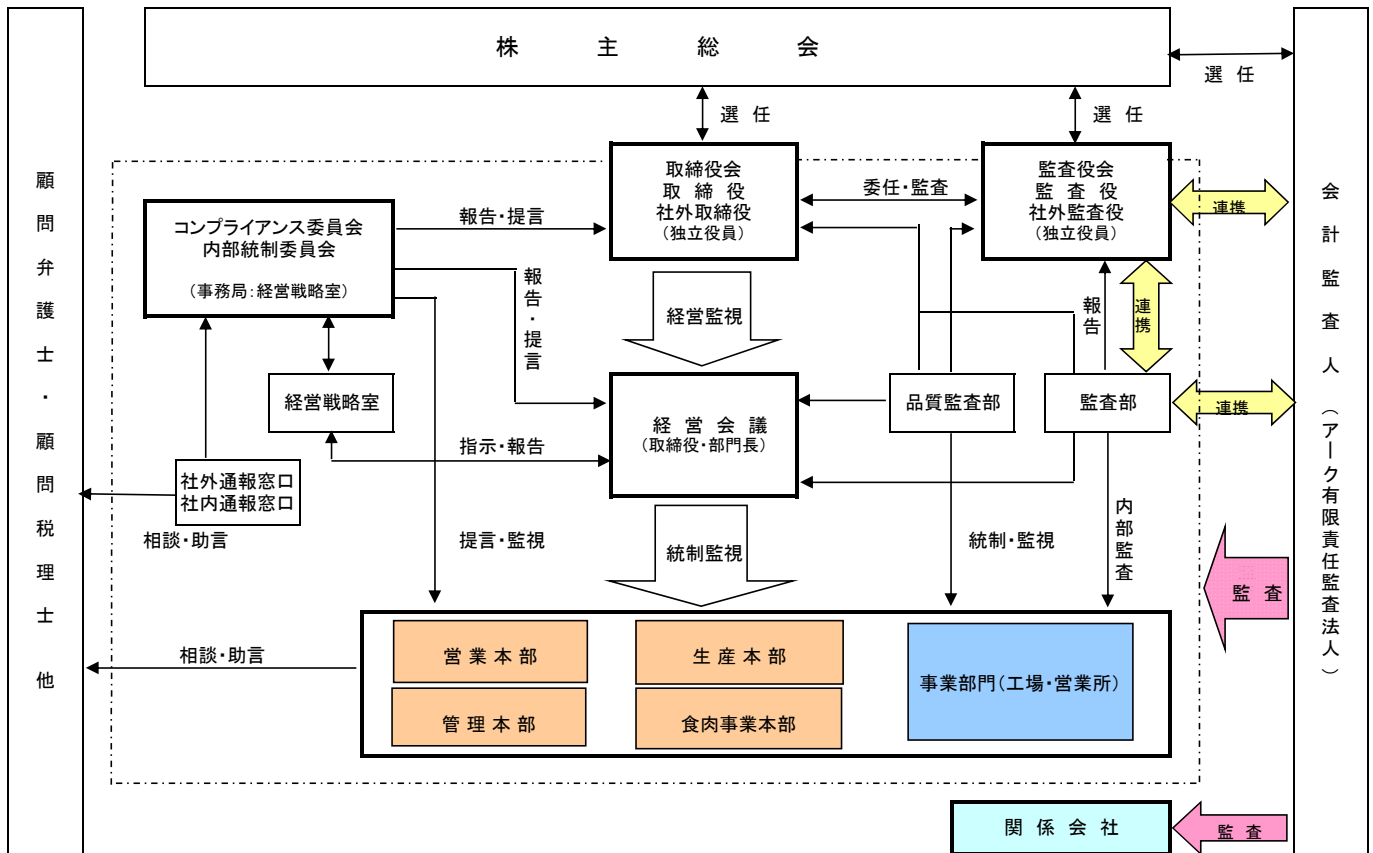 株　主　総　会
選 任
選 任
選 任
顧問弁護士・顧問税理士 他
会計監査人（アーク有限責任監査法人）
取締役会
取 締 役
社外取締役
（独立役員）
委任・監査
監査役会
監 査 役
社外監査役
（独立役員）
連携
コンプライアンス委員会
内部統制委員会
（事務局：経営戦略室）
報告・提言
報告・提言
経営監視
報告
連携
経営戦略室
経 営 会 議
（取締役・部門長）
品質監査部
監査部
連携
指示・報告
社外通報窓口
社内通報窓口
相談・助言
提言・監視
統制監視
統制・監視
内部監査
監 査
相談・助言
営 業 本 部
生 産 本 部
事業部門（工場・営業所）
管 理 本 部
食肉事業本部
関 係 会 社
監 査